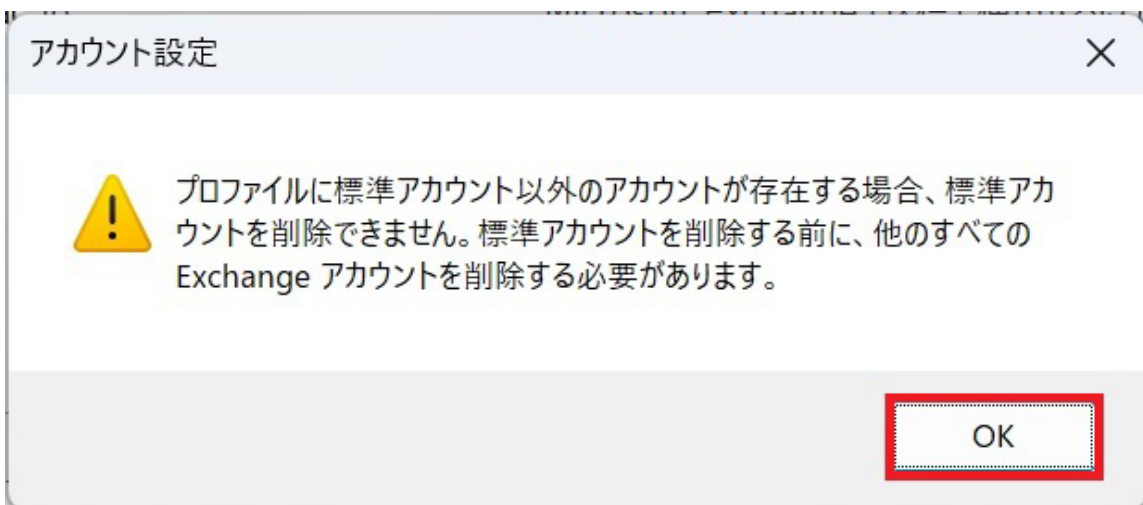 アカウント設定
プロファイルに標準アカウント以外のアカウントが存在する場合、標準アカ
ウントを削除できません。標準アカウントを削除する前に、他のすべての
Exchange アカウントを削除する必要があります。
OK